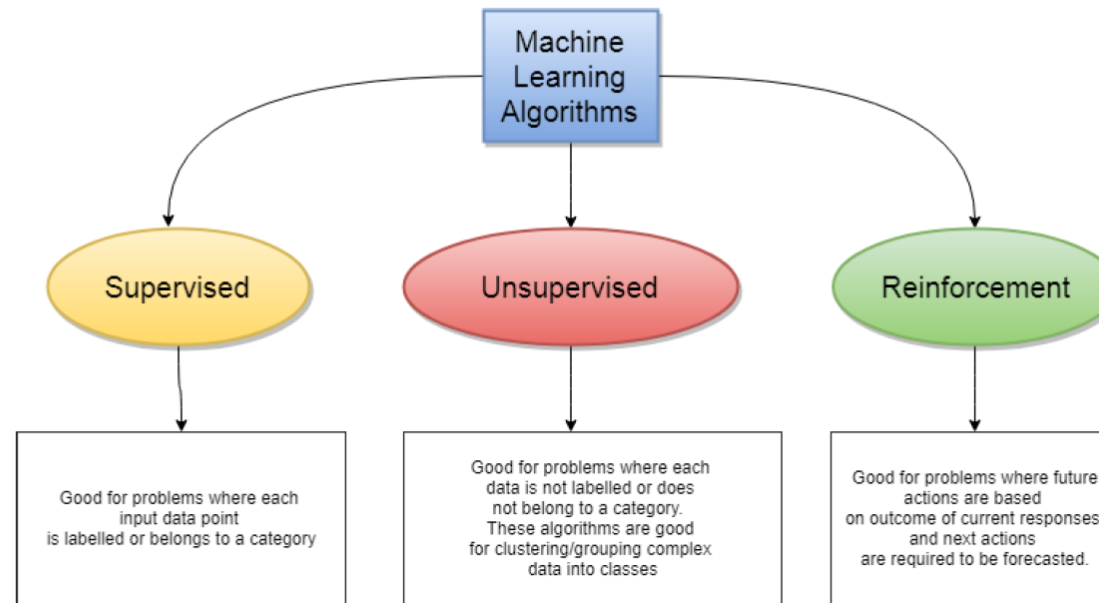 Machine
Learning
Algorithms
Supervised
Unsupervised
Reinforcement
Good for problems where each
input data point
is labelled or belongs to a category
Good for problems where each
data is not labelled or does
not belong to a category.
These algorithms are good
for clustering/grouping complex
data into classes
Good for problems where future
actions are based
on outcome of current responses
and next actions
are required to be forecasted.